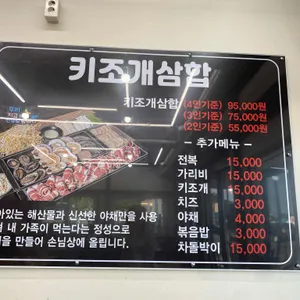 키조개삼합
키조개삼합 (4인기준) 95,000원
(3인기준) 75,000원
(2인기준) 55,000원
– 추가메뉴 –
전복 15,000
가리비 15,000
키조개 5,000
치즈 3,000
야채 4,000
볶음밥 3,000
차돌박이 15,000
있는 해산물과 신선한 야채만을 사용
내 가족이 먹는다는 정성으로
을 만들어 손님상에 올립니다.